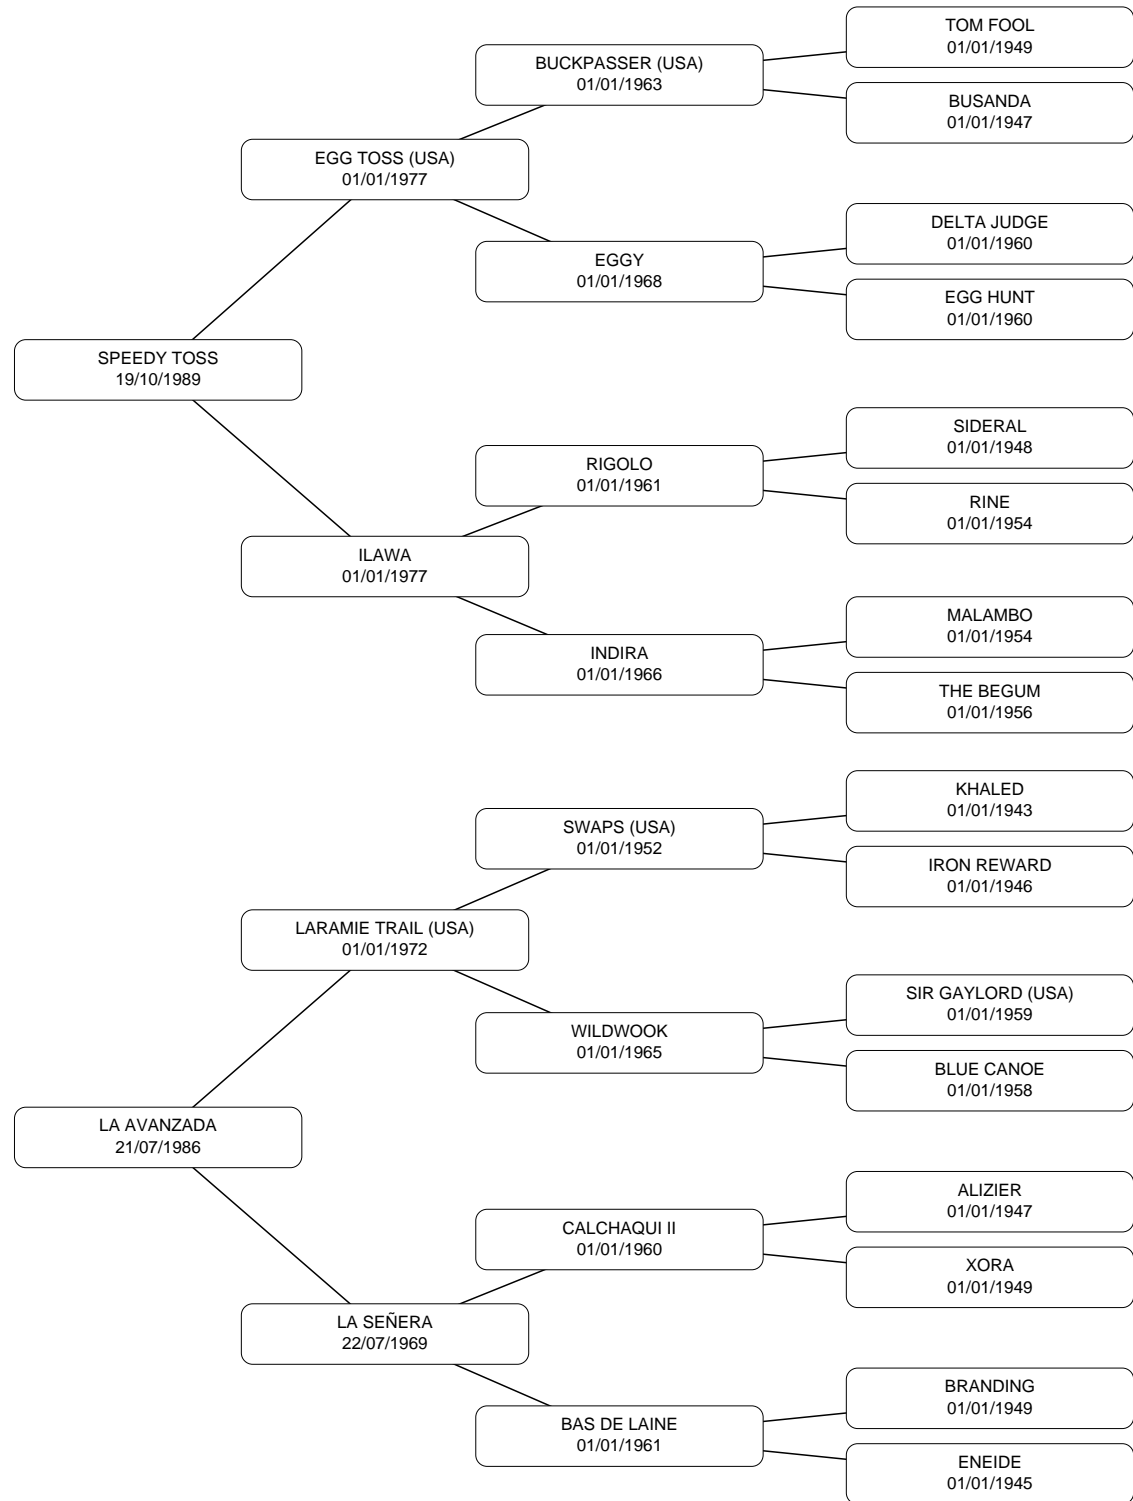 TOM FOOL
01/01/1949
BUCKPASSER (USA)
01/01/1963
BUSANDA
01/01/1947
EGG TOSS (USA)
01/01/1977
DELTA JUDGE
01/01/1960
EGGY
01/01/1968
EGG HUNT
01/01/1960
SPEEDY TOSS
19/10/1989
SIDERAL
01/01/1948
RIGOLO
01/01/1961
RINE
01/01/1954
ILAWA
01/01/1977
MALAMBO
01/01/1954
INDIRA
01/01/1966
THE BEGUM
01/01/1956
KHALED
01/01/1943
SWAPS (USA)
01/01/1952
IRON REWARD
01/01/1946
LARAMIE TRAIL (USA)
01/01/1972
SIR GAYLORD (USA)
01/01/1959
WILDWOOK
01/01/1965
BLUE CANOE
01/01/1958
LA AVANZADA
21/07/1986
ALIZIER
01/01/1947
CALCHAQUI II
01/01/1960
XORA
01/01/1949
LA SEÑERA
22/07/1969
BRANDING
01/01/1949
BAS DE LAINE
01/01/1961
ENEIDE
01/01/1945